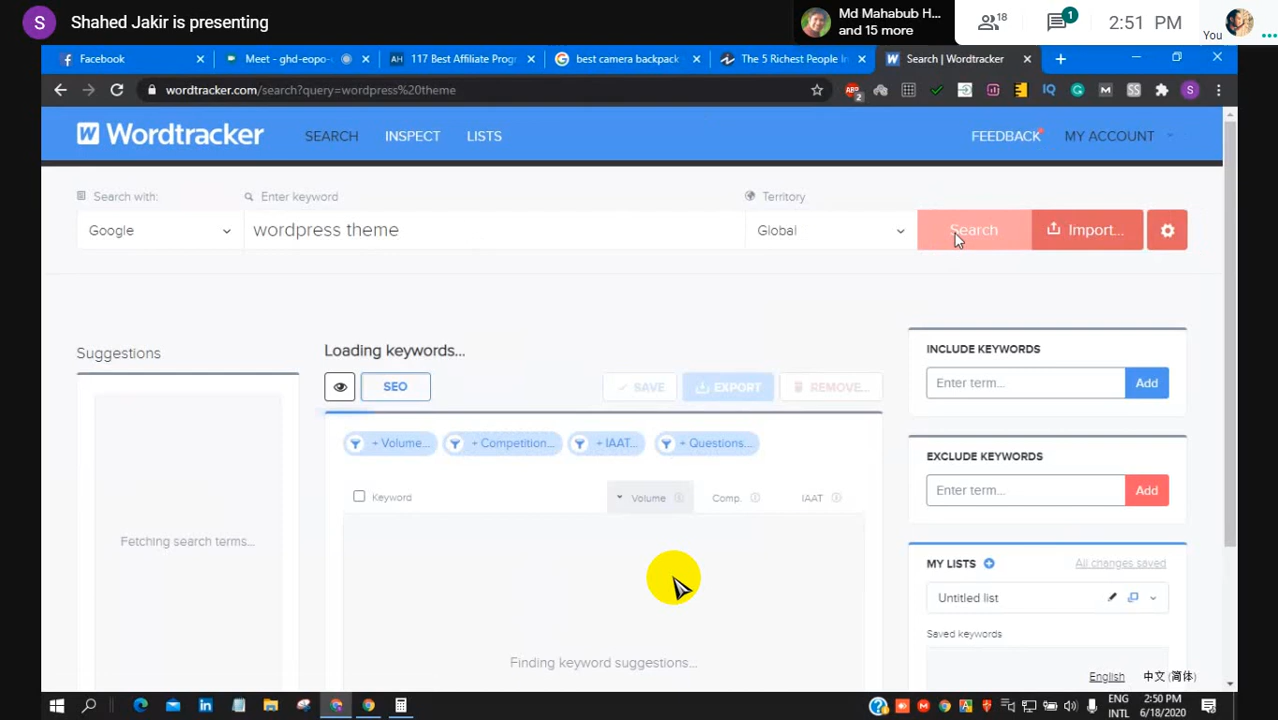 S Shahed Jakir is presenting
Md Mahabub H...
and 15 more
18
1
2:51 PM
You
Facebook
Meet - ghd-eopo-
AH 117 Best Affiliate Progr
G best camera backpack
The 5 Richest People In
W Search | Wordtracker
wordtracker.com/search?query=wordpress%20theme
2
IQ
G
M
SS
S
W Wordtracker
SEARCH
INSPECT
LISTS
FEEDBACK
MY ACCOUNT
Search with:
Enter keyword
Territory
Google
wordpress theme
Global
Search
Import...
Suggestions
Loading keywords...
SEO
SAVE
EXPORT
REMOVE...
+ Volume...
+ Competition...
+ IAAT...
+ Questions...
Keyword
Volume
Comp.
IAAT
Fetching search terms...
Finding keyword suggestions...
INCLUDE KEYWORDS
Enter term...
Add
EXCLUDE KEYWORDS
Enter term...
Add
MY LISTS
All changes saved
Untitled list
Saved keywords
English 中文 (简体)
ENG
INTL
2:50 PM
6/18/2020